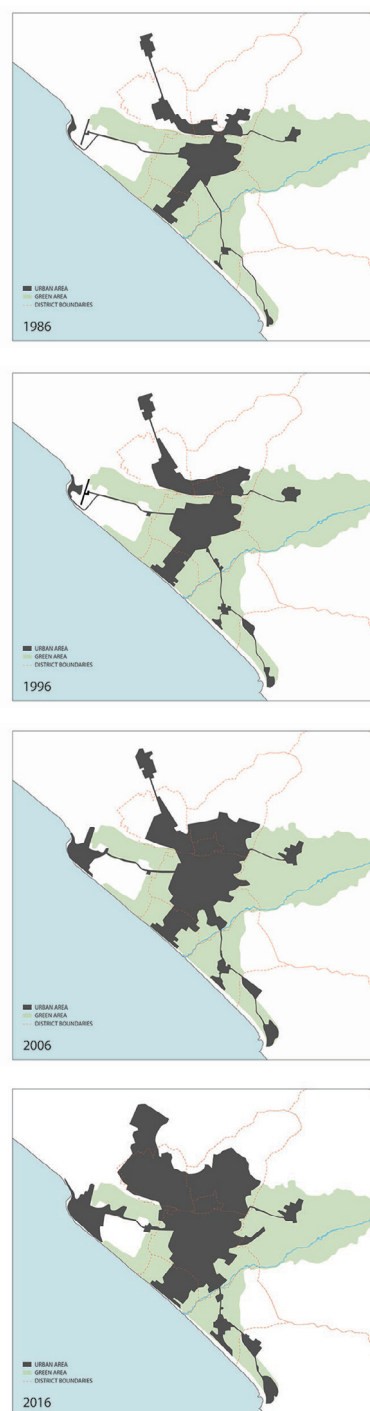 URBAN AREA
GREEN AREA
DISTRICT BOUNDARIES
1986
URBAN AREA
GREEN AREA
DISTRICT BOUNDARIES
1996
URBAN AREA
GREEN AREA
DISTRICT BOUNDARIES
2006
URBAN AREA
GREEN AREA
DISTRICT BOUNDARIES
2016